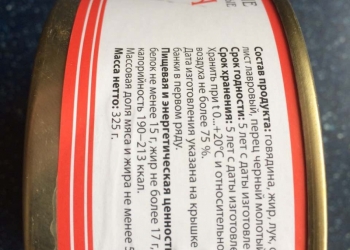 Состав продукта: говядина, жир, лук,
лист лавровый, перец черный молотый
Срок годности: 5 лет с даты изготовле
Срок хранения: 5 лет с даты изготовле
Хранить при t 0...+20°С и относительно
воздуха не более 75 %.
Дата изготовления указана на крышке
банки в первом ряду.
Пищевая и энергетическая ценность
белок не менее 15 г, жир не более 17 г,
калорийность 190–213 ккал.
Массовая доля мяса и жира не менее
Масса нетто: 325 г.